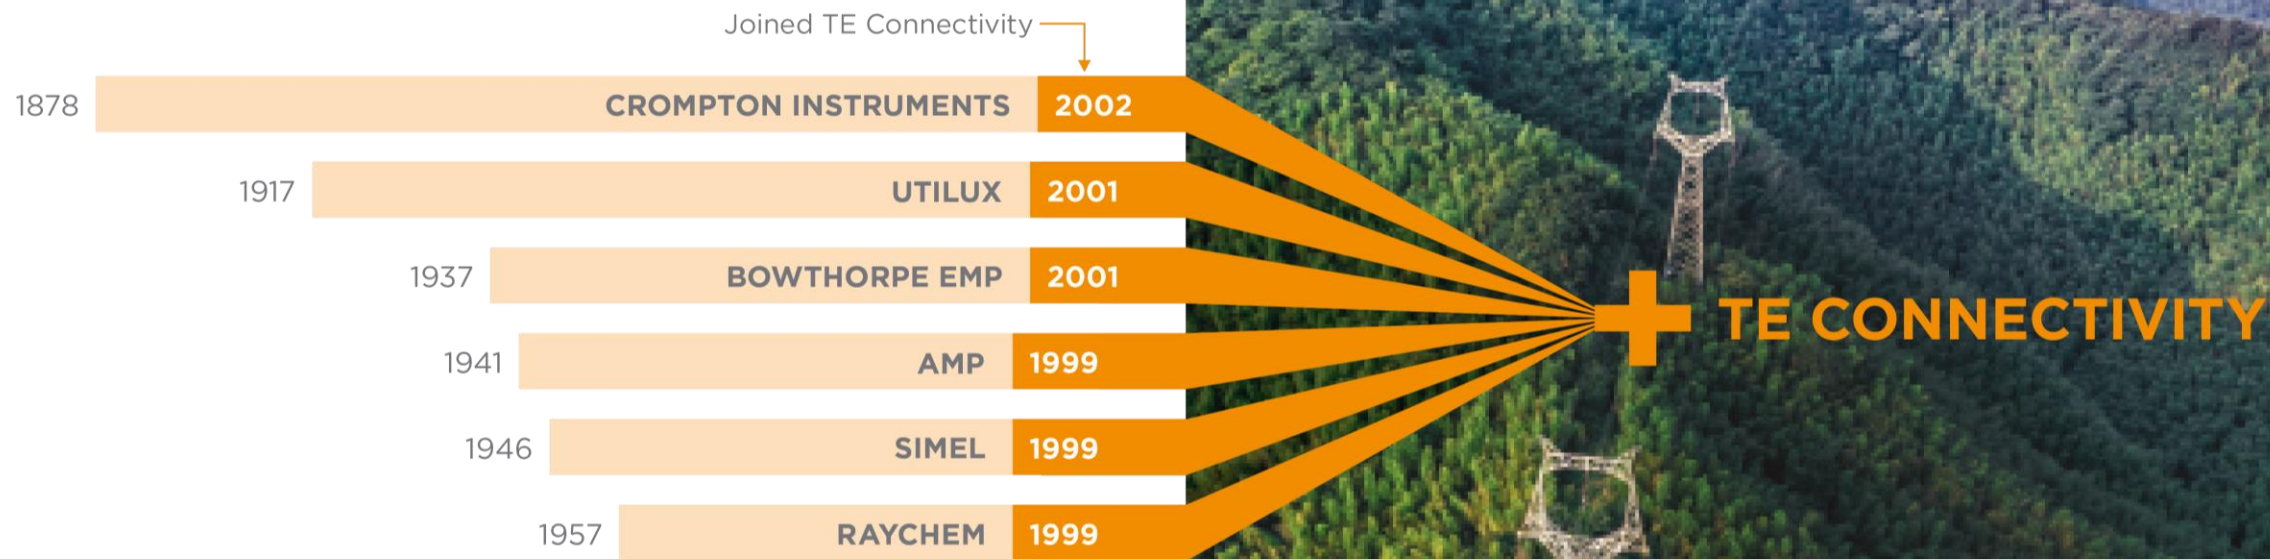 Joined TE Connectivity
1878 CROMPTON INSTRUMENTS 2002
1917 UTILUX 2001
1937 BOWTHORPE EMP 2001
TE CONNECTIVITY
1941 AMP 1999
1946 SIMEL 1999
1957 RAYCHEM 1999